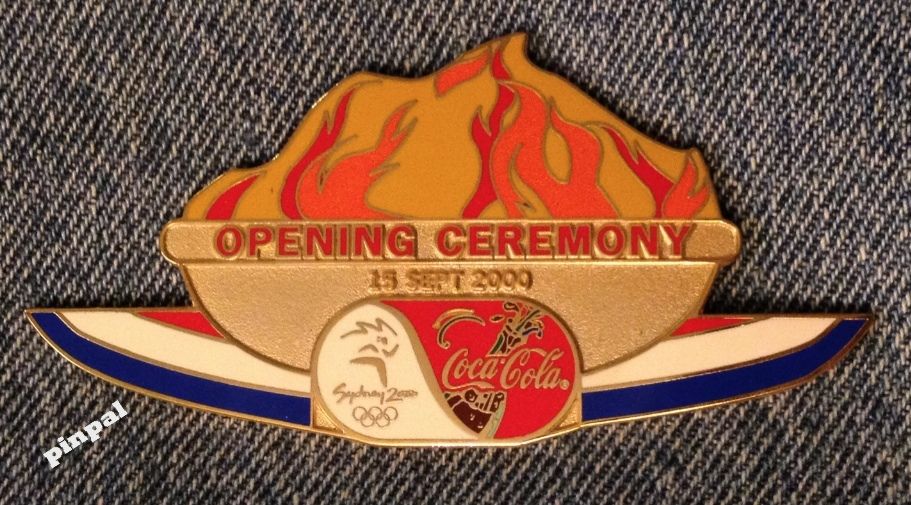 OPENING CEREMONY
15 SEPT 2000
Sydney 2000
Coca-Cola®
pinpal